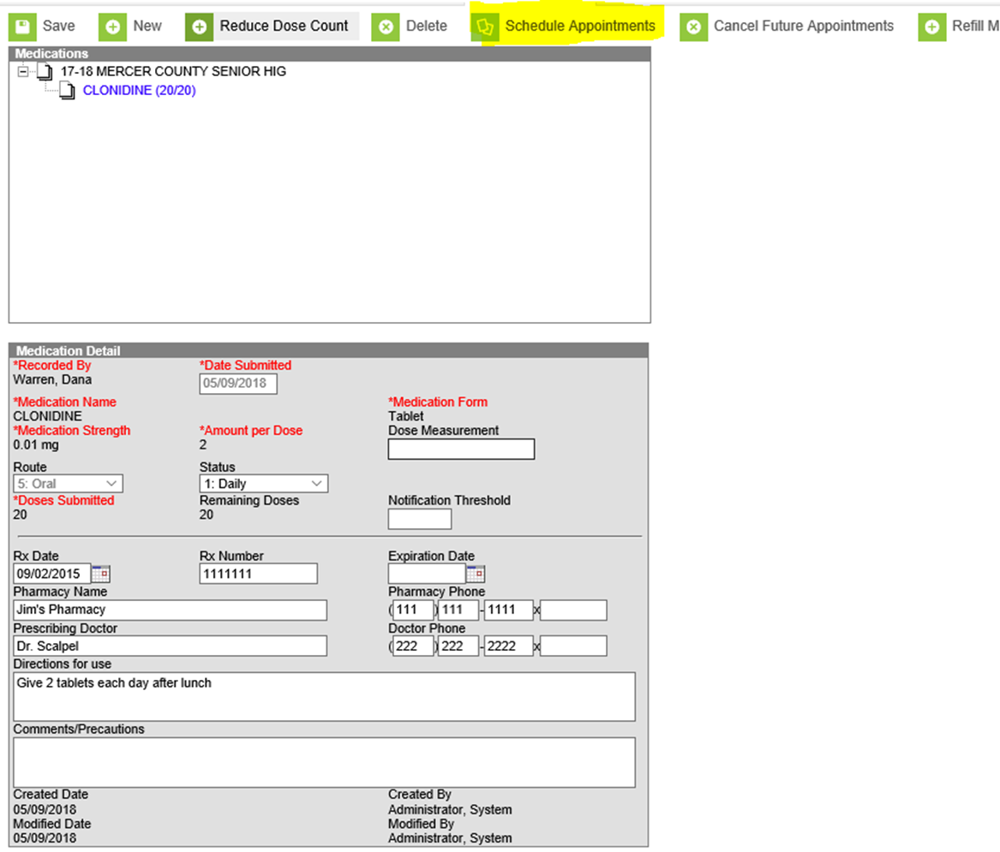 Save New Reduce Dose Count Delete Schedule Appointments Cancel Future Appointments Refill M
Medications
17-18 MERCER COUNTY SENIOR HIG
CLONIDINE (20/20)
Medication Detail
*Recorded By *Date Submitted
Warren, Dana 05/09/2018
*Medication Name *Medication Form
CLONIDINE Tablet
*Medication Strength *Amount per Dose Dose Measurement
0.01 mg 2
Route Status
5: Oral 1: Daily
*Doses Submitted Remaining Doses Notification Threshold
20 20
Rx Date Rx Number Expiration Date
09/02/2015 1111111
Pharmacy Name Pharmacy Phone
Jim's Pharmacy (111)111-1111x
Prescribing Doctor Doctor Phone
Dr. Scalpel (222)222-2222x
Directions for use
Give 2 tablets each day after lunch
Comments/Precautions
Created Date Created By
05/09/2018 Administrator, System
Modified Date Modified By
05/09/2018 Administrator, System